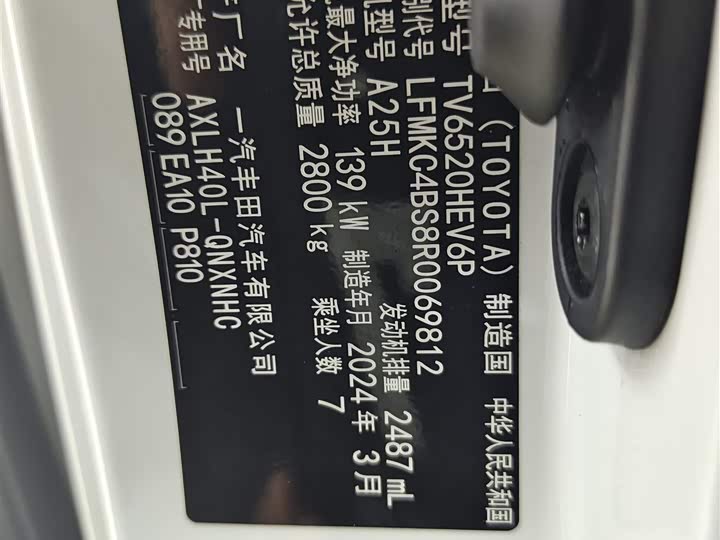 (TOYOTA) 制造国 中华人民共和国
型号 TV6520HEV6P
别代号 LFMKC4BS8R0069812
机型号 A25H 发动机排量 2487 mL
最大净功率 139 kW 制造年月 2024年 3月
允许总质量 2800 kg 乘坐人数 7
厂名 一汽丰田汽车有限公司
专用号 AXLH40L-QNXNHC
089 EA10 P810